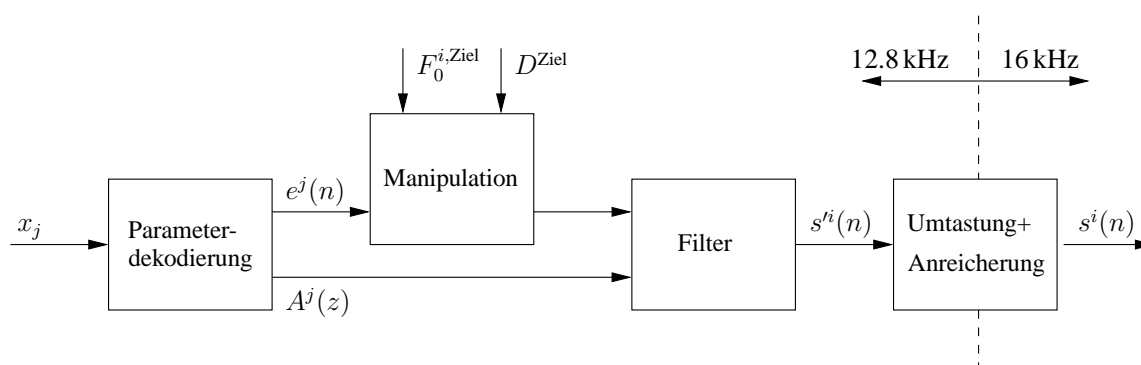 12.8 kHz 16 kHz
F_0^{i,Ziel} D^{Ziel}
Manipulation
e^j(n)
x_j
Parameter-
dekodierung
A^j(z)
Filter
s'^i(n)
Umtastung+
Anreicherung
s^i(n)